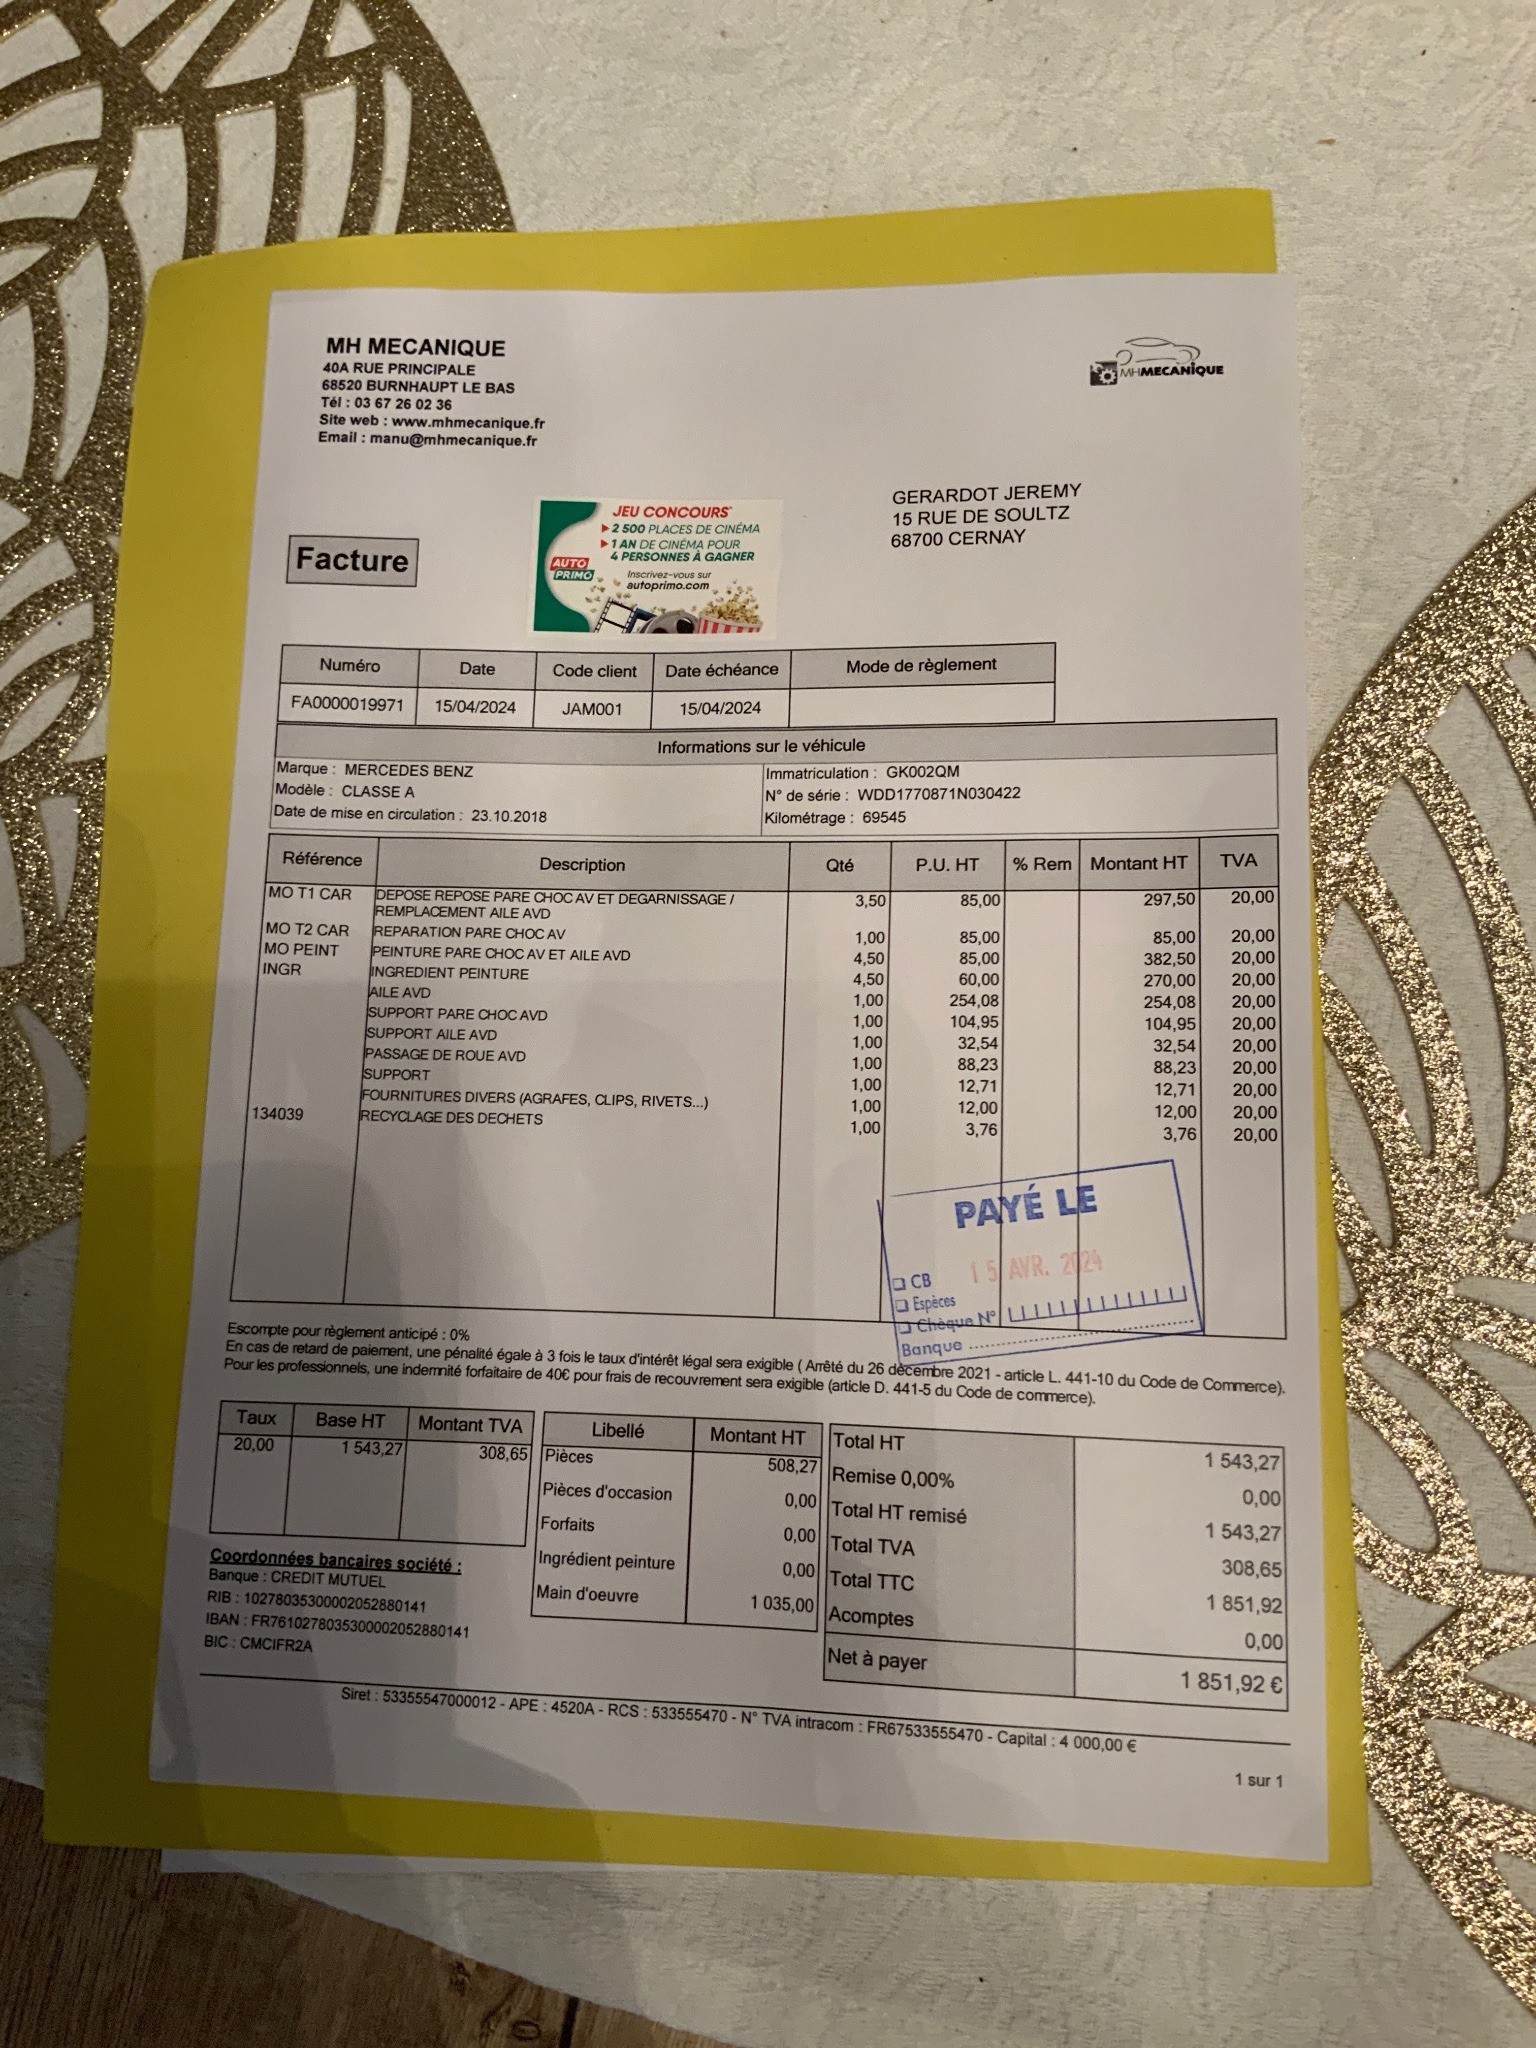 MH MECANIQUE
40A RUE PRINCIPALE
68520 BURNHAUPT LE BAS
Tél : 03 67 26 02 36
Site web : www.mhmecanique.fr
Email : manu@mhmecanique.fr
MHMECANIQUE
GERARDOT JEREMY
15 RUE DE SOULTZ
68700 CERNAY
JEU CONCOURS*
2 500 PLACES DE CINÉMA
1 AN DE CINÉMA POUR
4 PERSONNES À GAGNER
AUTO
PRIMO
Inscrivez-vous sur
autoprimo.com
Facture
Numéro Date Code client Date échéance Mode de règlement
FA0000019971 15/04/2024 JAM001 15/04/2024
Informations sur le véhicule
Marque : MERCEDES BENZ Immatriculation : GK002QM
Modèle : CLASSE A N° de série : WDD1770871N030422
Date de mise en circulation : 23.10.2018 Kilométrage : 69545
Référence Description Qté P.U. HT % Rem Montant HT TVA
MO T1 CAR DEPOSE REPOSE PARE CHOC AV ET DEGARNISSAGE / 3,50 85,00 297,50 20,00
REMPLACEMENT AILE AVD
MO T2 CAR REPARATION PARE CHOC AV 1,00 85,00 85,00 20,00
MO PEINT PEINTURE PARE CHOC AV ET AILE AVD 4,50 85,00 382,50 20,00
INGR INGREDIENT PEINTURE 4,50 60,00 270,00 20,00
AILE AVD 1,00 254,08 254,08 20,00
SUPPORT PARE CHOC AVD 1,00 104,95 104,95 20,00
SUPPORT AILE AVD 1,00 32,54 32,54 20,00
PASSAGE DE ROUE AVD 1,00 88,23 88,23 20,00
SUPPORT 1,00 12,71 12,71 20,00
FOURNITURES DIVERS (AGRAFES, CLIPS, RIVETS...) 1,00 12,00 12,00 20,00
134039 RECYCLAGE DES DECHETS 1,00 3,76 3,76 20,00
PAYÉ LE
15 AVR. 2024
CB
Espèces
Chèque N°
Banque ....................
Escompte pour règlement anticipé : 0%
En cas de retard de paiement, une pénalité égale à 3 fois le taux d'intérêt légal sera exigible ( Arrêté du 26 décembre 2021 - article L. 441-10 du Code de Commerce).
Pour les professionnels, une indemnité forfaitaire de 40€ pour frais de recouvrement sera exigible (article D. 441-5 du Code de commerce).
Taux Base HT Montant TVA
20,00 1 543,27 308,65
Libellé Montant HT
Pièces 508,27
Pièces d'occasion 0,00
Forfaits 0,00
Ingrédient peinture 0,00
Main d'oeuvre 1 035,00
Total HT 1 543,27
Remise 0,00% 0,00
Total HT remisé 1 543,27
Total TVA 308,65
Total TTC 1 851,92
Acomptes 0,00
Net à payer 1 851,92 €
Coordonnées bancaires société :
Banque : CREDIT MUTUEL
RIB : 10278035300002052880141
IBAN : FR7610278035300002052880141
BIC : CMCIFR2A
Siret : 53355547000012 - APE : 4520A - RCS : 533555470 - N° TVA intracom : FR67533555470 - Capital : 4 000,00 €
1 sur 1